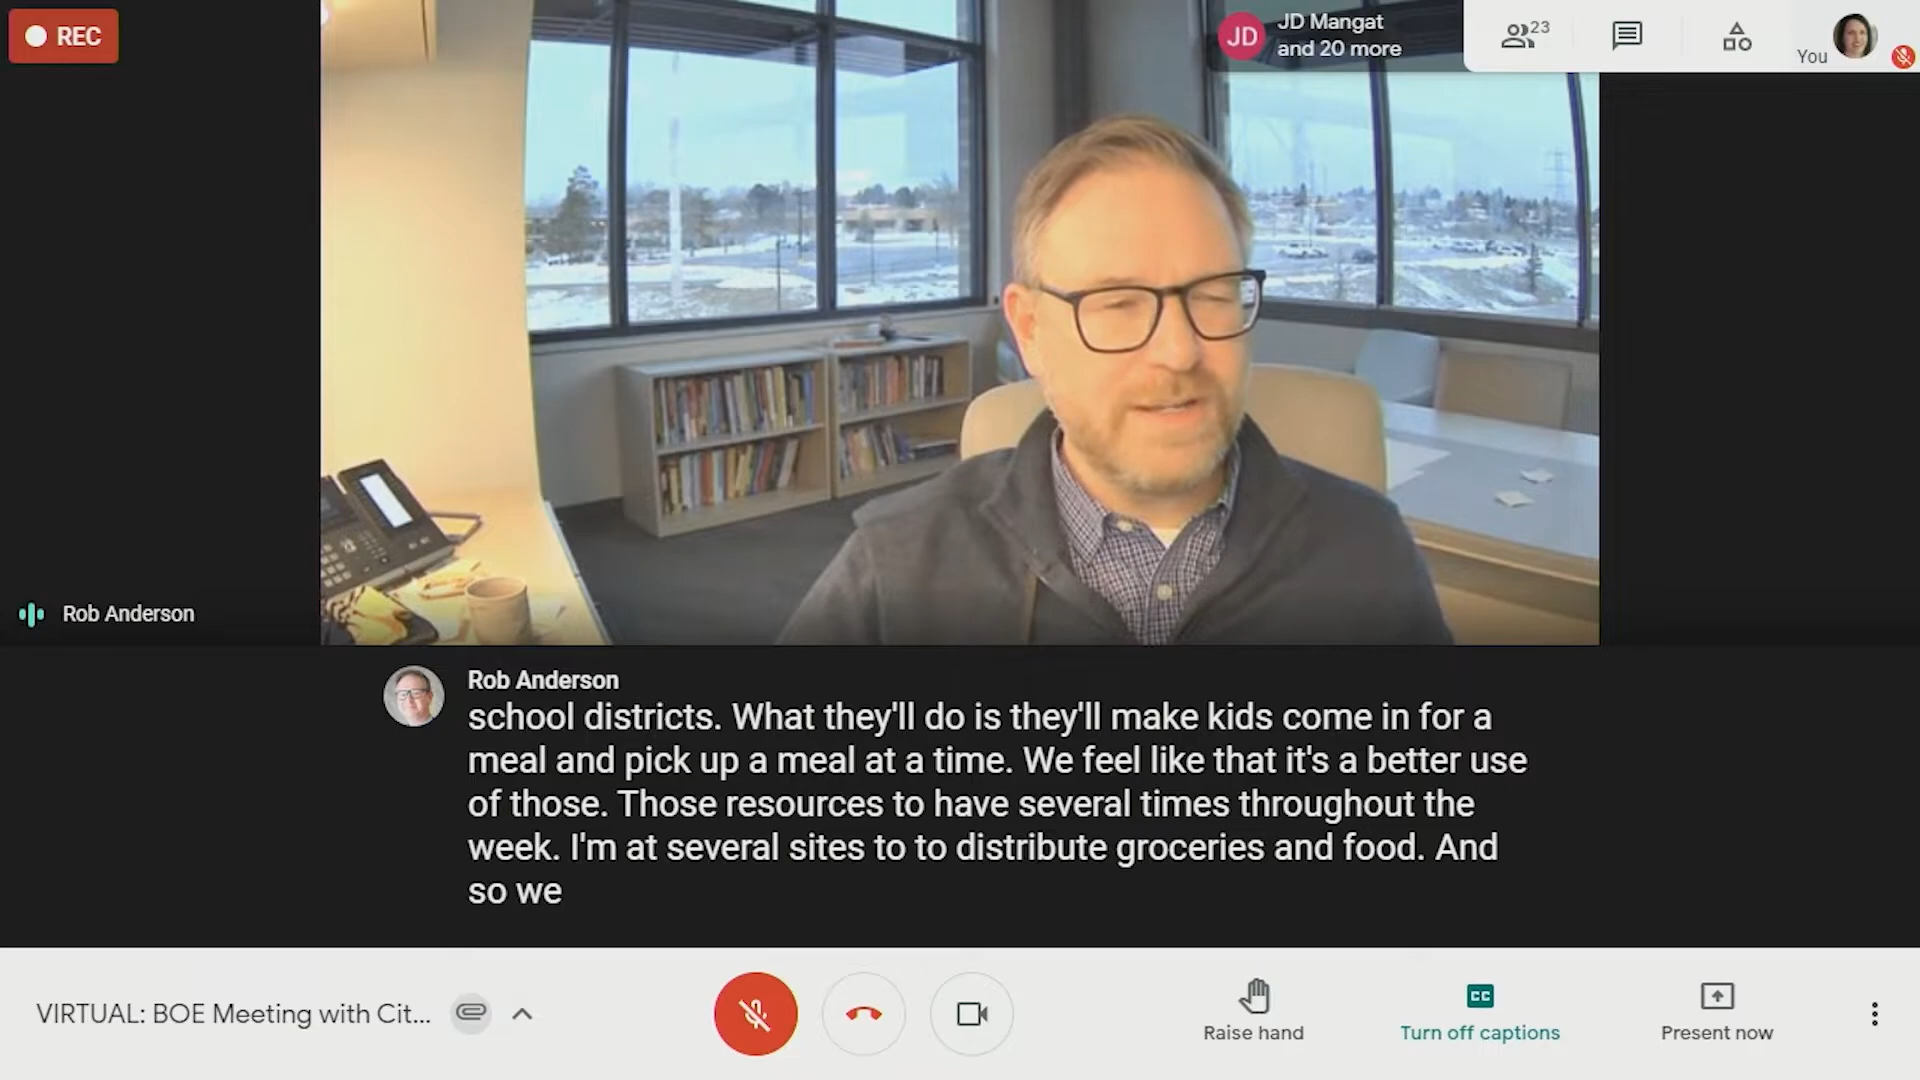 REC
JD Mangat
JD
and 20 more
23
You
Rob Anderson
Rob Anderson
school districts. What they'll do is they'll make kids come in for a
meal and pick up a meal at a time. We feel like that it's a better use
of those. Those resources to have several times throughout the
week. I'm at several sites to to distribute groceries and food. And
so we
VIRTUAL: BOE Meeting with Cit...
Raise hand
CC
Turn off captions
Present now